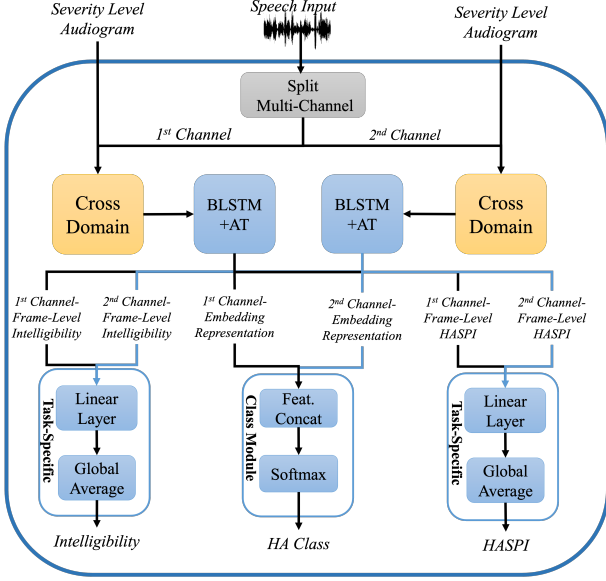 Severity Level
Audiogram
Speech Input
Severity Level
Audiogram
Split
Multi-Channel
1st Channel
2nd Channel
Cross
Domain
BLSTM
+AT
BLSTM
+AT
Cross
Domain
1st Channel-
Frame-Level
Intelligibility
2nd Channel-
Frame-Level
Intelligibility
1st Channel-
Embedding
Representation
2nd Channel-
Embedding
Representation
1st Channel-
Frame-Level
HASPI
2nd Channel-
Frame-Level
HASPI
Task-Specific
Linear
Layer
Global
Average
Intelligibility
Class Module
Feat.
Concat
Softmax
HA Class
Task-Specific
Linear
Layer
Global
Average
HASPI